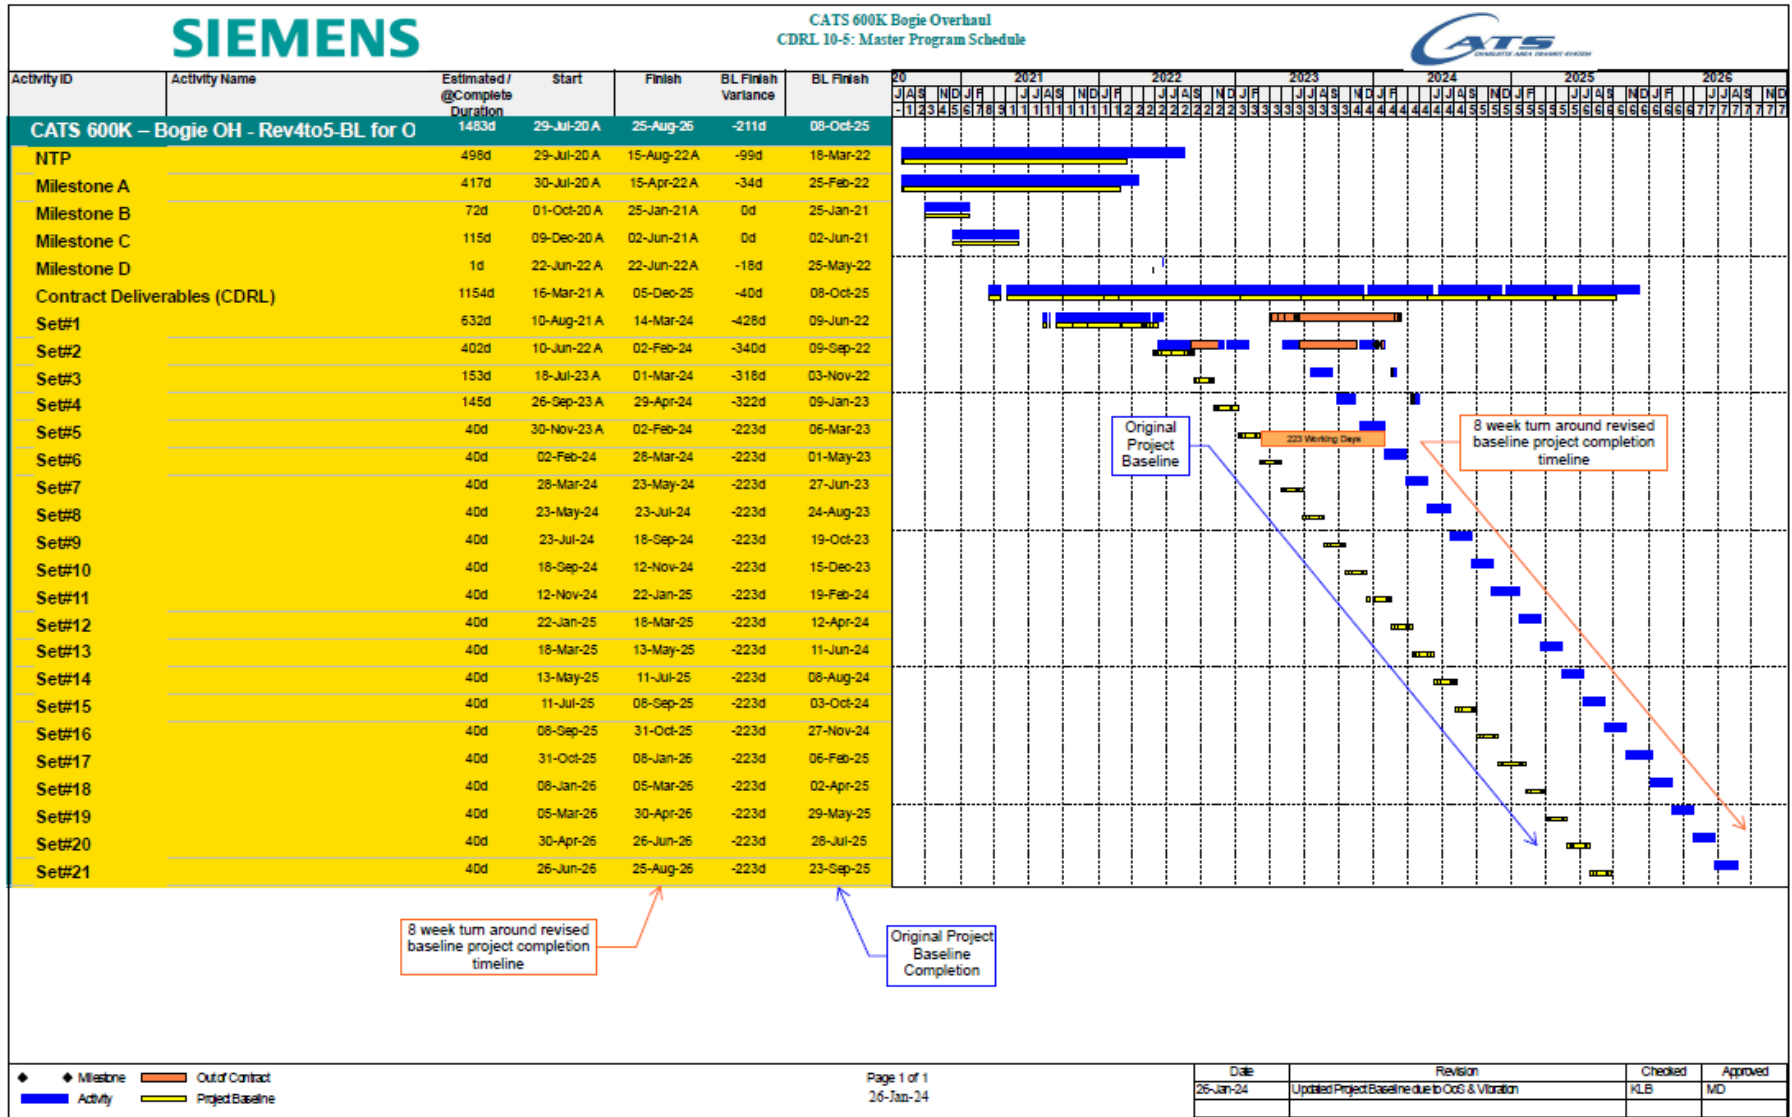 SIEMENS
CATS 600K Bogie Overhaul
CDRL 10-5: Master Program Schedule
CATS
CHARLOTTE AREA TRANSIT SYSTEM
Activity ID Activity Name Estimated / @Complete Duration Start Finish BL Finish Variance BL Finish
20 2021 2022 2023 2024 2025 2026
CATS 600K – Bogie OH - Rev4to5-BL for O 1483d 29-Jul-20 A 25-Aug-26 -211d 08-Oct-25
NTP 498d 29-Jul-20 A 15-Aug-22 A -99d 18-Mar-22
Milestone A 417d 30-Jul-20 A 15-Apr-22 A -34d 25-Feb-22
Milestone B 72d 01-Oct-20 A 25-Jan-21 A 0d 25-Jan-21
Milestone C 115d 09-Dec-20 A 02-Jun-21 A 0d 02-Jun-21
Milestone D 1d 22-Jun-22 A 22-Jun-22 A -18d 25-May-22
Contract Deliverables (CDRL) 1154d 16-Mar-21 A 05-Dec-25 -40d 08-Oct-25
Set#1 632d 10-Aug-21 A 14-Mar-24 -428d 09-Jun-22
Set#2 402d 10-Jun-22 A 02-Feb-24 -340d 09-Sep-22
Set#3 153d 18-Jul-23 A 01-Mar-24 -318d 03-Nov-22
Set#4 145d 26-Sep-23 A 29-Apr-24 -322d 09-Jan-23
Set#5 40d 30-Nov-23 A 02-Feb-24 -223d 06-Mar-23
Set#6 40d 02-Feb-24 28-Mar-24 -223d 01-May-23
Set#7 40d 28-Mar-24 23-May-24 -223d 27-Jun-23
Set#8 40d 23-May-24 23-Jul-24 -223d 24-Aug-23
Set#9 40d 23-Jul-24 18-Sep-24 -223d 19-Oct-23
Set#10 40d 18-Sep-24 12-Nov-24 -223d 15-Dec-23
Set#11 40d 12-Nov-24 22-Jan-25 -223d 19-Feb-24
Set#12 40d 22-Jan-25 18-Mar-25 -223d 12-Apr-24
Set#13 40d 18-Mar-25 13-May-25 -223d 11-Jun-24
Set#14 40d 13-May-25 11-Jul-25 -223d 08-Aug-24
Set#15 40d 11-Jul-25 08-Sep-25 -223d 03-Oct-24
Set#16 40d 08-Sep-25 31-Oct-25 -223d 27-Nov-24
Set#17 40d 31-Oct-25 08-Jan-26 -223d 06-Feb-25
Set#18 40d 08-Jan-26 05-Mar-26 -223d 02-Apr-25
Set#19 40d 05-Mar-26 30-Apr-26 -223d 29-May-25
Set#20 40d 30-Apr-26 26-Jun-26 -223d 28-Jul-25
Set#21 40d 26-Jun-26 25-Aug-26 -223d 23-Sep-25
Original
Project
Baseline
223 Working Days
8 week turn around revised
baseline project completion
timeline
8 week turn around revised
baseline project completion
timeline
Original Project
Baseline
Completion
Milestone Out of Contract
Activity Project Baseline
Page 1 of 1
26-Jan-24
Date Revision Checked Approved
26-Jan-24 Updated Project Baseline due to OoS & Vibration KLB MD